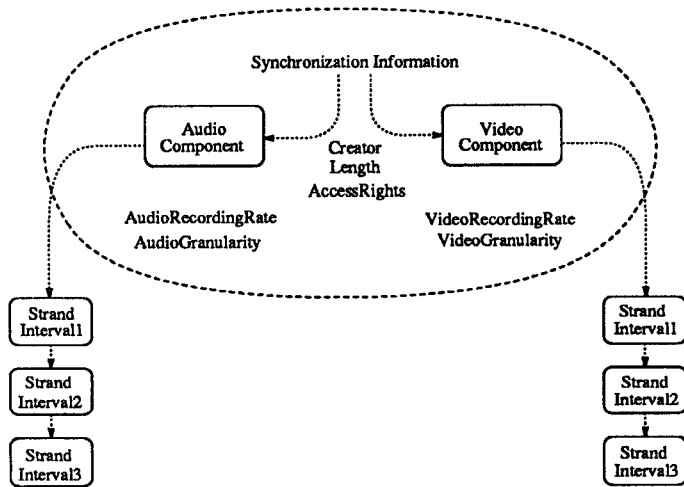 Synchronization Information
Audio
Component
Video
Component
Creator
Length
AccessRights
AudioRecordingRate
AudioGranularity
VideoRecordingRate
VideoGranularity
Strand
Interval1
Strand
Interval2
Strand
Interval3
Strand
Interval1
Strand
Interval2
Strand
Interval3